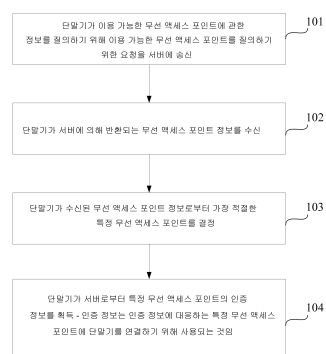 단말기가 이용 가능한 무선 액세스 포인트에 관한
정보를 질의하기 위해 이용 가능한 무선 액세스 포인트를 질의하기
위한 요청을 서버에 송신
101
단말기가 서버에 의해 반환되는 무선 액세스 포인트 정보를 수신
102
단말기가 수신된 무선 액세스 포인트 정보로부터 가장 적절한
특정 무선 액세스 포인트를 결정
103
단말기가 서버로부터 특정 무선 액세스 포인트의 인증
정보를 획득 - 인증 정보는 인증 정보에 대응하는 특정 무선 액세스
포인트에 단말기를 연결하기 위해 사용되는 것임
104